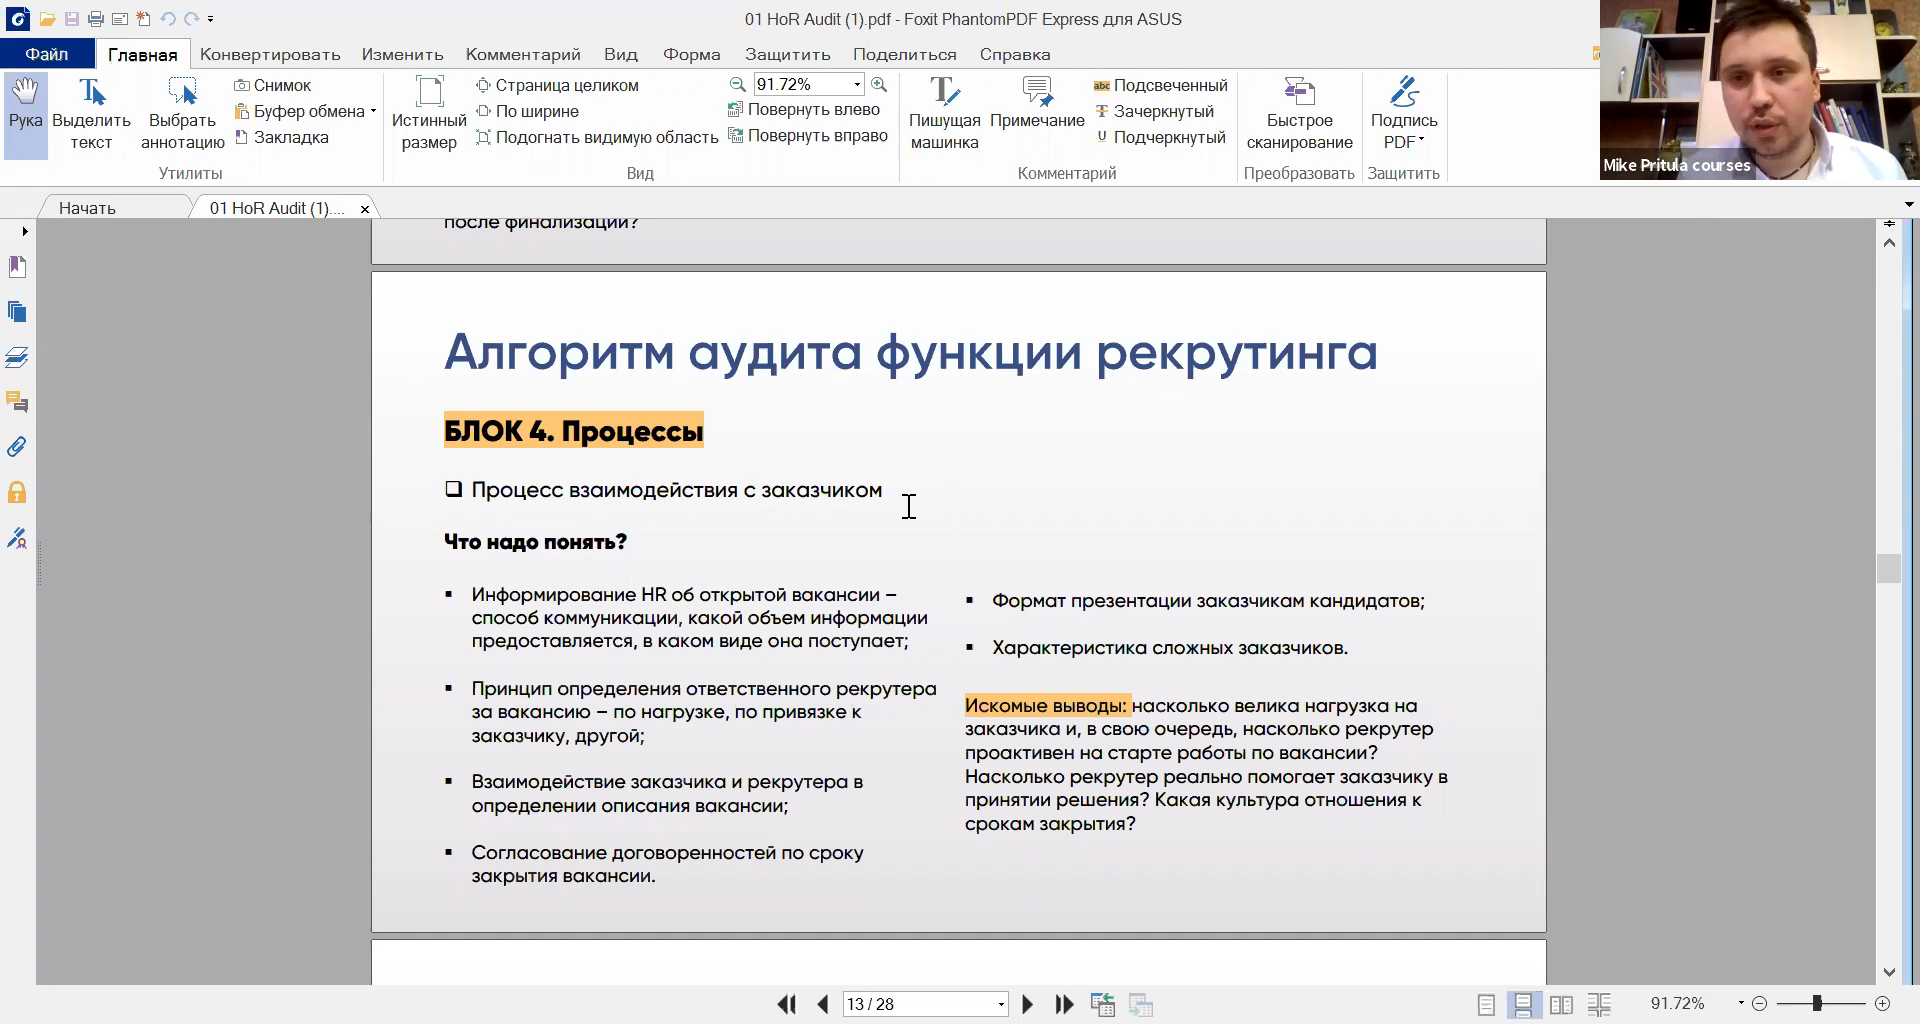 01 HoR Audit (1).pdf - Foxit PhantomPDF Express для ASUS
Файл Главная Конвертировать Изменить Комментарий Вид Форма Защитить Поделиться Справка
Рука
Выделить текст
Выбрать аннотацию
Снимок
Буфер обмена
Закладка
Утилиты
Истинный размер
Страница целиком
По ширине
Подогнать видимую область
91.72%
Повернуть влево
Повернуть вправо
Вид
Пишущая машинка
Примечание
Подсвеченный
Зачеркнутый
Подчеркнутый
Комментарий
Быстрое сканирование
Преобразовать
Подпись PDF
Защитить
Mike Pritula courses
Начать
01 HoR Audit (1)....
после финализации?
Алгоритм аудита функции рекрутинга
БЛОК 4. Процессы
Процесс взаимодействия с заказчиком
Что надо понять?
Информирование HR об открытой вакансии –
способ коммуникации, какой объем информации
предоставляется, в каком виде она поступает;
Принцип определения ответственного рекрутера
за вакансию – по нагрузке, по привязке к
заказчику, другой;
Взаимодействие заказчика и рекрутера в
определении описания вакансии;
Согласование договоренностей по сроку
закрытия вакансии.
Формат презентации заказчикам кандидатов;
Характеристика сложных заказчиков.
Искомые выводы: насколько велика нагрузка на
заказчика и, в свою очередь, насколько рекрутер
проактивен на старте работы по вакансии?
Насколько рекрутер реально помогает заказчику в
принятии решения? Какая культура отношения к
срокам закрытия?
13 / 28
91.72%